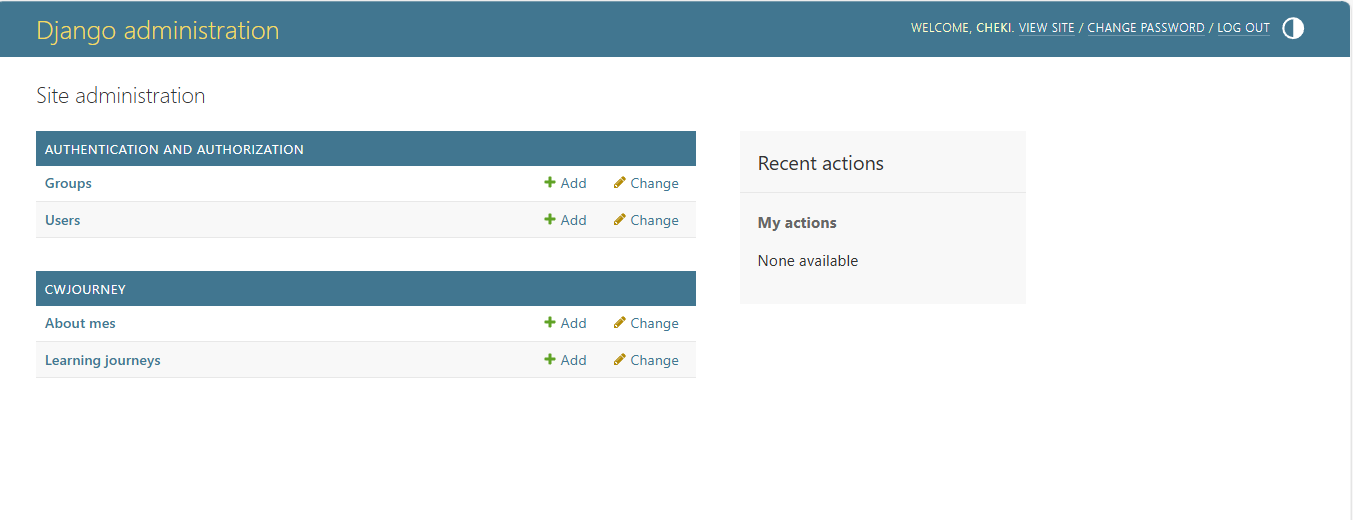 Django administration
WELCOME, CHEKI. VIEW SITE / CHANGE PASSWORD / LOG OUT
Site administration
AUTHENTICATION AND AUTHORIZATION
Groups Add Change
Users Add Change
CWJOURNEY
About mes Add Change
Learning journeys Add Change
Recent actions
My actions
None available